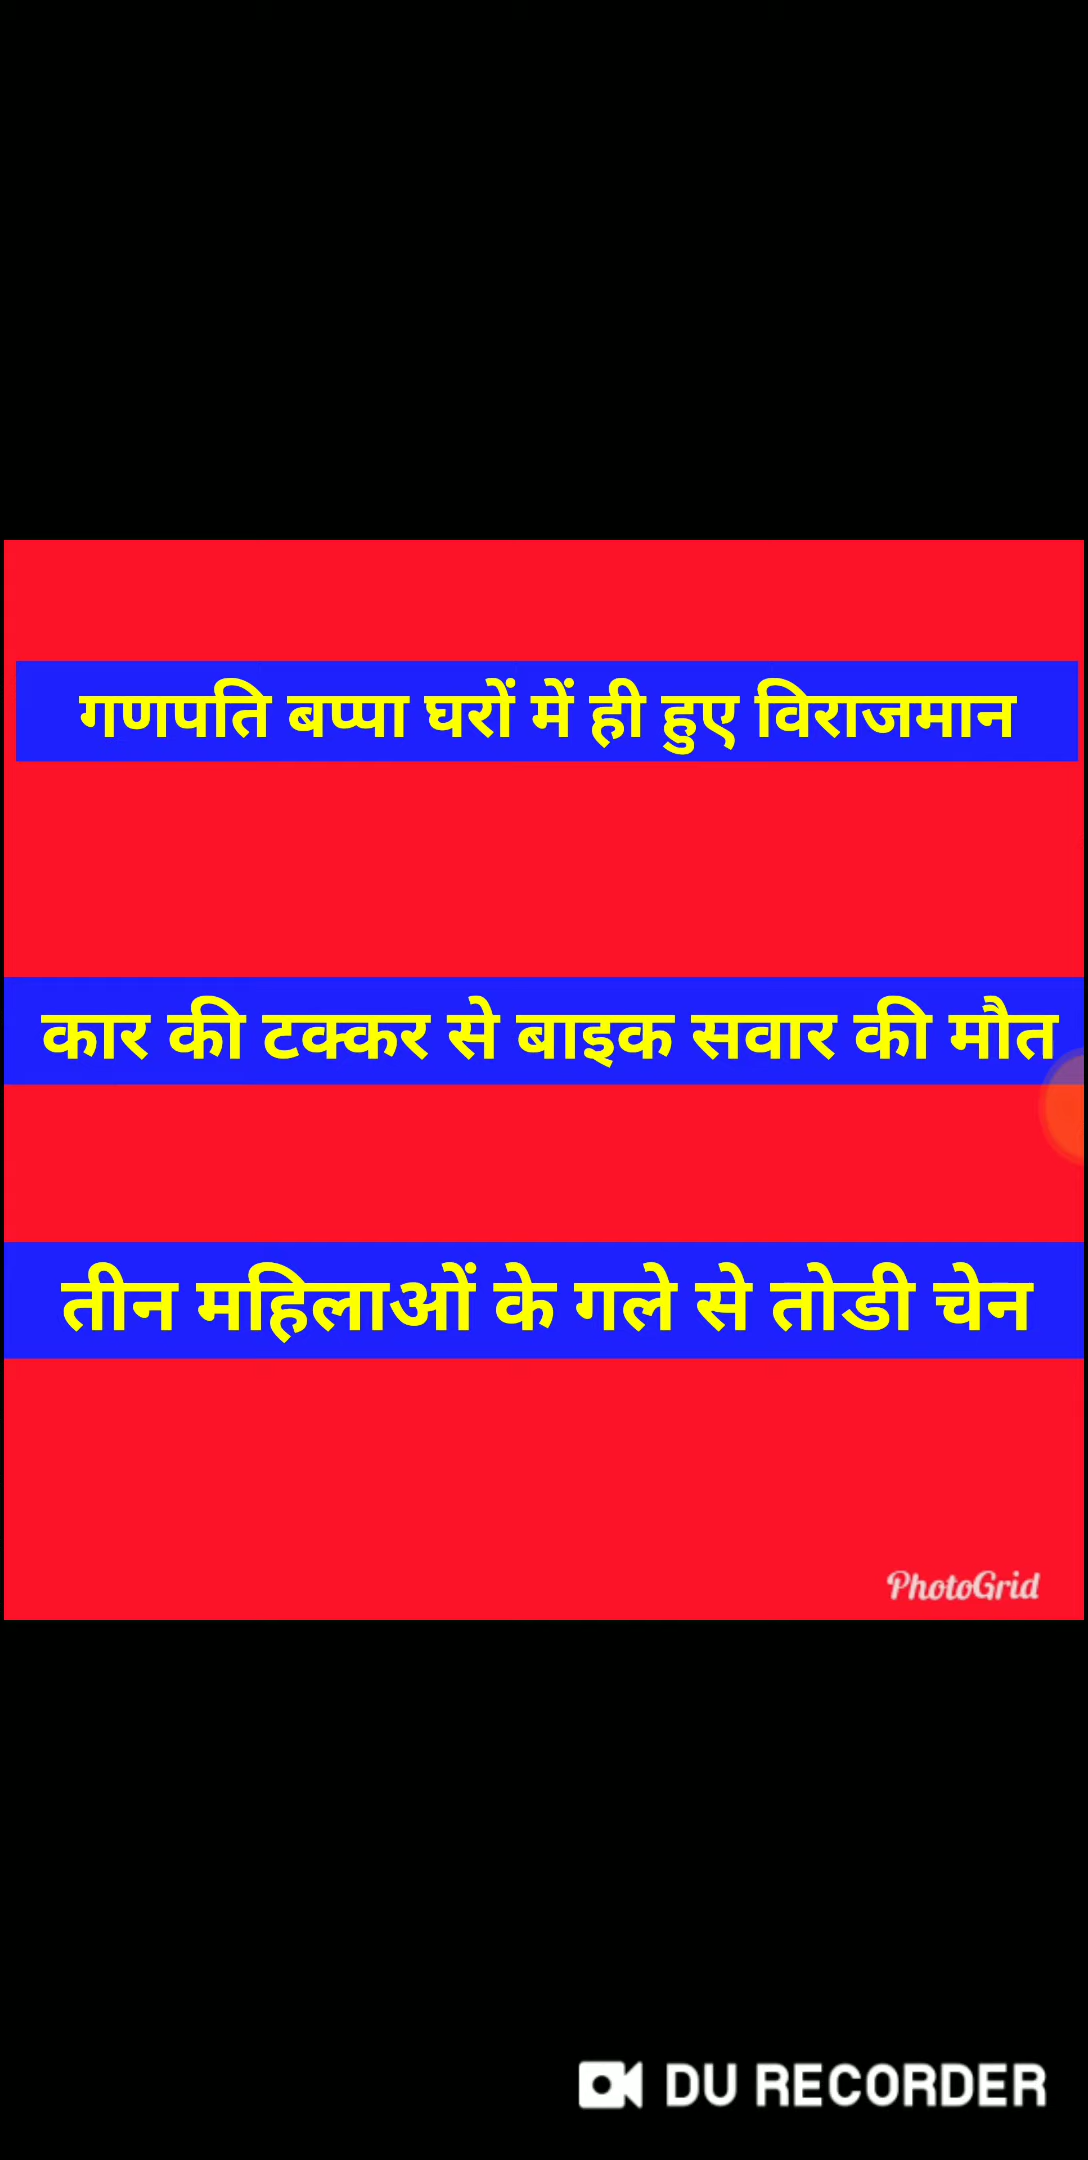 गणपति बप्पा घरों में ही हुए विराजमान
कार की टक्कर से बाइक सवार की मौत
तीन महिलाओं के गले से तोडी चेन
PhotoGrid
DU RECORDER